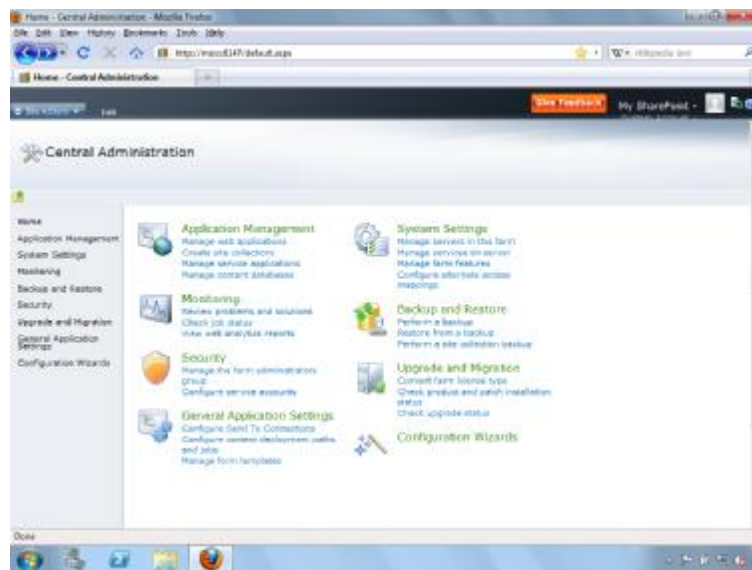 Home - Central Administration - Mozilla Firefox
File Edit View History Bookmarks Tools Help
Home - Central Administration
Site Actions
Give Feedback
My SharePoint
Central Administration
Home
Application Management
System Settings
Monitoring
Backup and Restore
Security
Upgrade and Migration
General Application
Settings
Configuration Wizards
Application Management
Manage web applications
Create site collections
Manage service applications
Manage content databases
Monitoring
Review problems and solutions
Check job status
View web analytics reports
Security
Manage the farm administrators
group
Configure service accounts
General Application Settings
Configure Send To Connections
Configure content deployment paths
and jobs
Manage form templates
System Settings
Manage servers in this farm
Manage services on server
Manage farm features
Configure alternate access
mappings
Backup and Restore
Perform a backup
Restore from a backup
Perform a site collection backup
Upgrade and Migration
Convert farm license type
Check product and patch installation
status
Check upgrade status
Configuration Wizards
Done